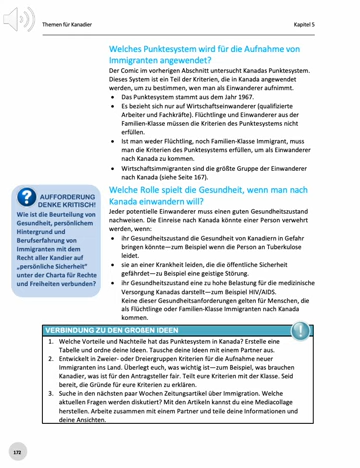 Themen für Kanadier
Kapitel 5
Welches Punktesystem wird für die Aufnahme von
Immigranten angewendet?
Der Comic im vorherigen Abschnitt untersucht Kanadas Punktesystem.
Dieses System ist ein Teil der Kriterien, die in Kanada angewendet
werden, um zu bestimmen, wen man als Einwanderer aufnimmt.
• Das Punktesystem stammt aus dem Jahr 1967.
• Es bezieht sich nur auf Wirtschaftseinwanderer (qualifizierte
Arbeiter und Fachkräfte). Flüchtlinge und Einwanderer aus der
Familien-Klasse müssen die Kriterien des Punktesystems nicht
erfüllen.
• Ist man weder Flüchtling, noch Familien-Klasse Immigrant, muss
man die Kriterien des Punktesystems erfüllen, um als Einwanderer
nach Kanada zu kommen.
• Wirtschaftsimmigranten sind die größte Gruppe der Einwanderer
nach Kanada (siehe Seite 167).
Welche Rolle spielt die Gesundheit, wenn man nach
Kanada einwandern will?
Jeder potentielle Einwanderer muss einen guten Gesundheitszustand
nachweisen. Die Einreise nach Kanada könnte einer Person verwehrt
werden, wenn:
• ihr Gesundheitszustand die Gesundheit von Kanadiern in Gefahr
bringen könnte—zum Beispiel wenn die Person an Tuberkulose
leidet.
• sie an einer Krankheit leiden, die die öffentliche Sicherheit
gefährdet—zu Beispiel eine geistige Störung.
• ihr Gesundheitszustand eine zu hohe Belastung für die medizinische
Versorgung Kanadas darstellt—zum Beispiel HIV/AIDS.
Keine dieser Gesundheitsanforderungen gelten für Menschen, die
als Flüchtlinge oder Familien-Klasse Immigranten nach Kanada
kommen.
? AUFFORDERUNG
DENKE KRITISCH!
Wie ist die Beurteilung von
Gesundheit, persönlichem
Hintergrund und
Berufserfahrung von
Immigranten mit dem
Recht aller Kandier auf
„persönliche Sicherheit“
unter der Charta für Rechte
und Freiheiten verbunden?
VERBINDUNG ZU DEN GROßEN IDEEN
!
1. Welche Vorteile und Nachteile hat das Punktesystem in Kanada? Erstelle eine
Tabelle und ordne deine Ideen. Tausche deine Ideen mit einem Partner aus.
2. Entwickelt in Zweier- oder Dreiergruppen Kriterien für die Aufnahme neuer
Immigranten ins Land. Überlegt euch, was wichtig ist—zum Beispiel, was brauchen
Kanadier, was ist für den Antragsteller fair. Teilt eure Kriterien mit der Klasse. Seid
bereit, die Gründe für eure Kriterien zu erklären.
3. Suche in den nächsten paar Wochen Zeitungsartikel über Immigration. Welche
aktuellen Fragen werden diskutiert? Mit den Artikeln kannst du eine Mediacollage
herstellen. Arbeite zusammen mit einem Partner und teile deine Informationen und
deine Ansichten.
172